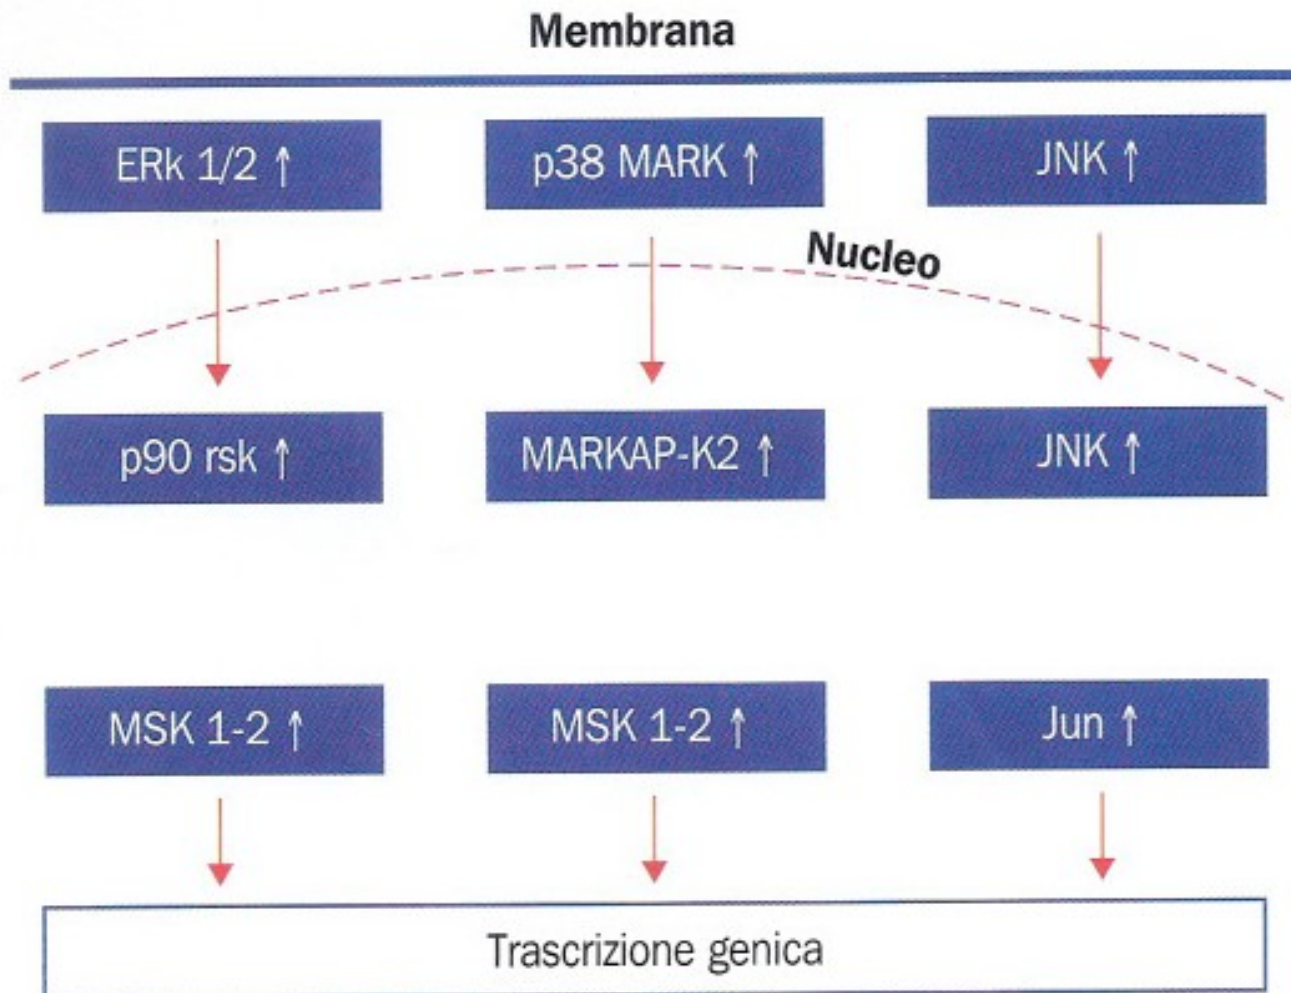 Membrana
ERk 1/2 ↑
p38 MARK ↑
JNK ↑
Nucleo
p90 rsk ↑
MARKAP-K2 ↑
JNK ↑
MSK 1-2 ↑
MSK 1-2 ↑
Jun ↑
Trascrizione genica